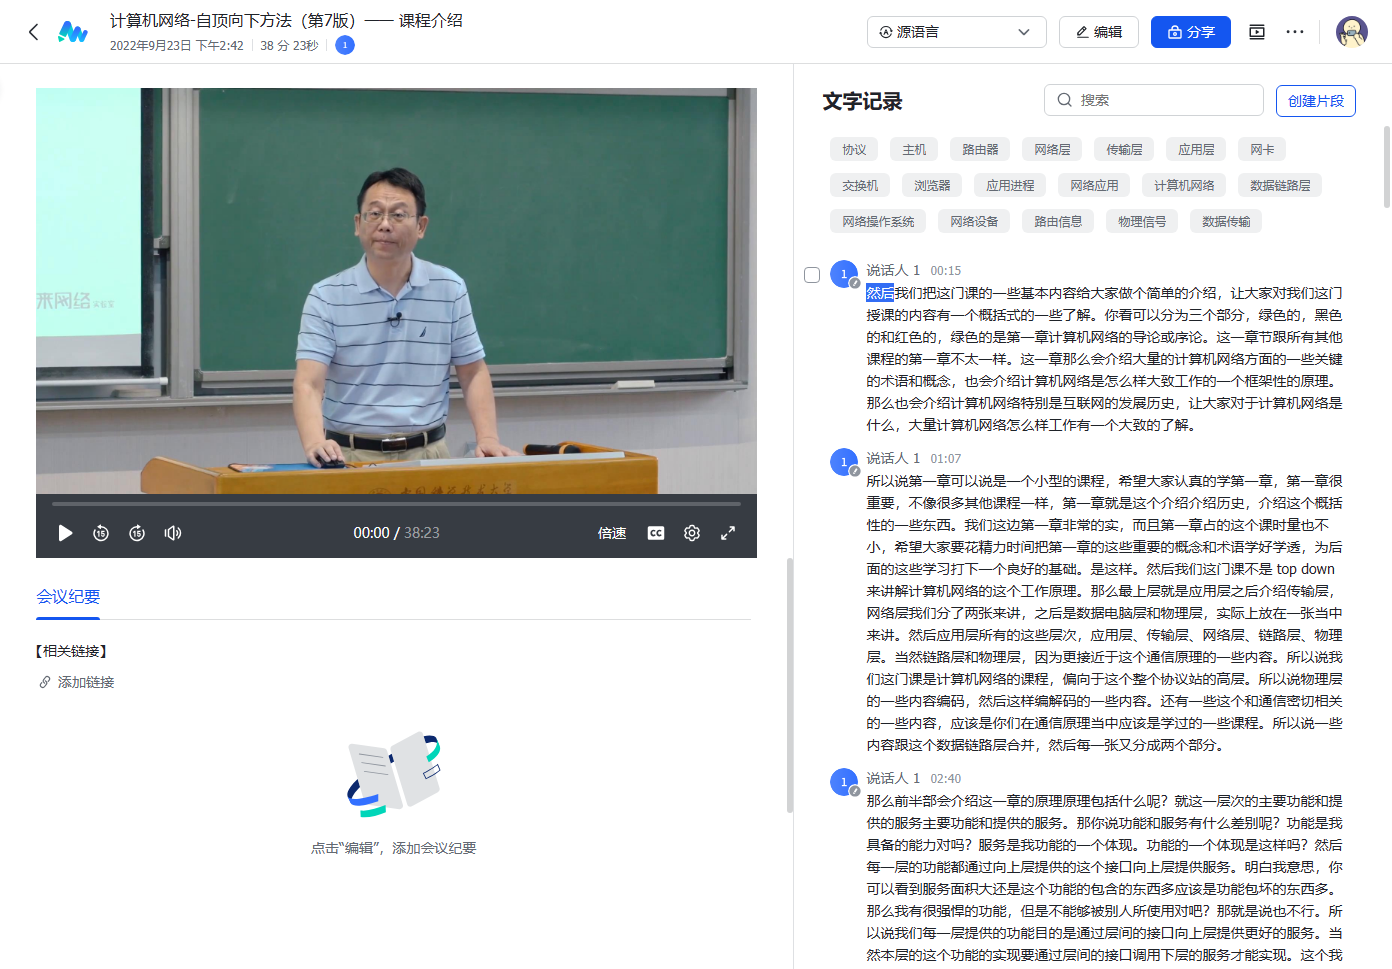 计算机网络-自顶向下方法（第7版）—— 课程介绍
2022年9月23日 下午2:42
38 分 23秒
1
源语言
编辑
分享
来网络实验室
00:00 / 38:23
倍速
CC
会议纪要
【相关链接】
添加链接
点击“编辑”，添加会议纪要
文字记录
搜索
创建片段
协议
主机
路由器
网络层
传输层
应用层
网卡
交换机
浏览器
应用进程
网络应用
计算机网络
数据链路层
网络操作系统
网络设备
路由信息
物理信号
数据传输
1
说话人 1 00:15
然后我们把这门课的一些基本内容给大家做个简单的介绍，让大家对我们这门
授课的内容有一个概括式的一些了解。你看可以分为三个部分，绿色的，黑色
的和红色的，绿色的是第一章计算机网络的导论或序论。这一章节跟所有其他
课程的第一章不太一样。这一章那么会介绍大量的计算机网络方面的一些关键
的术语和概念，也会介绍计算机网络是怎么样大致工作的一个框架性的原理。
那么也会介绍计算机网络特别是互联网的发展历史，让大家对于计算机网络是
什么，大量计算机网络怎么样工作有一个大致的了解。
1
说话人 1 01:07
所以说第一章可以说是一个小型的课程，希望大家认真的学第一章，第一章很
重要，不像很多其他课程一样，第一章就是这个介绍介绍历史，介绍这个概括
性的一些东西。我们这边第一章非常的实，而且第一章占的这个课时量也不
小，希望大家要花精力时间把第一章的这些重要的概念和术语学好学透，为后
面的这些学习打下一个良好的基础。是这样。然后我们这门课不是 top down
来讲解计算机网络的这个工作原理。那么最上层就是应用层之后介绍传输层，
网络层我们分了两张来讲，之后是数据电脑层和物理层，实际上放在一张当中
来讲。然后应用层所有的这些层次，应用层、传输层、网络层、链路层、物理
层。当然链路层和物理层，因为更接近于这个通信原理的一些内容。所以说我
们这门课是计算机网络的课程，偏向于这个整个协议站的高层。所以说物理层
的一些内容编码，然后这样编解码的一些内容。还有一些这个和通信密切相关
的一些内容，应该是你们在通信原理当中应该是学过的一些课程。所以说一些
内容跟这个数据链路层合并，然后每一张又分成两个部分。
1
说话人 1 02:40
那么前半部会介绍这一章的原理原理包括什么呢？就这一层次的主要功能和提
供的服务主要功能和提供的服务。那你说功能和服务有什么差别呢？功能是我
具备的能力对吗？服务是我功能的一个体现。功能的一个体现是这样吗？然后
每一层的功能都通过向上层提供的这个接口向上层提供服务。明白我意思，你
可以看到服务面积大还是这个功能的包含的东西多应该是功能包坏的东西多。
那么我有很强悍的功能，但是不能够被别人所使用对吧？那就是说也不行。所
以说我们每一层提供的功能目的是通过层间的接口向上层提供更好的服务。当
然本层的这个功能的实现要通过层间的接口调用下层的服务才能实现。这个我